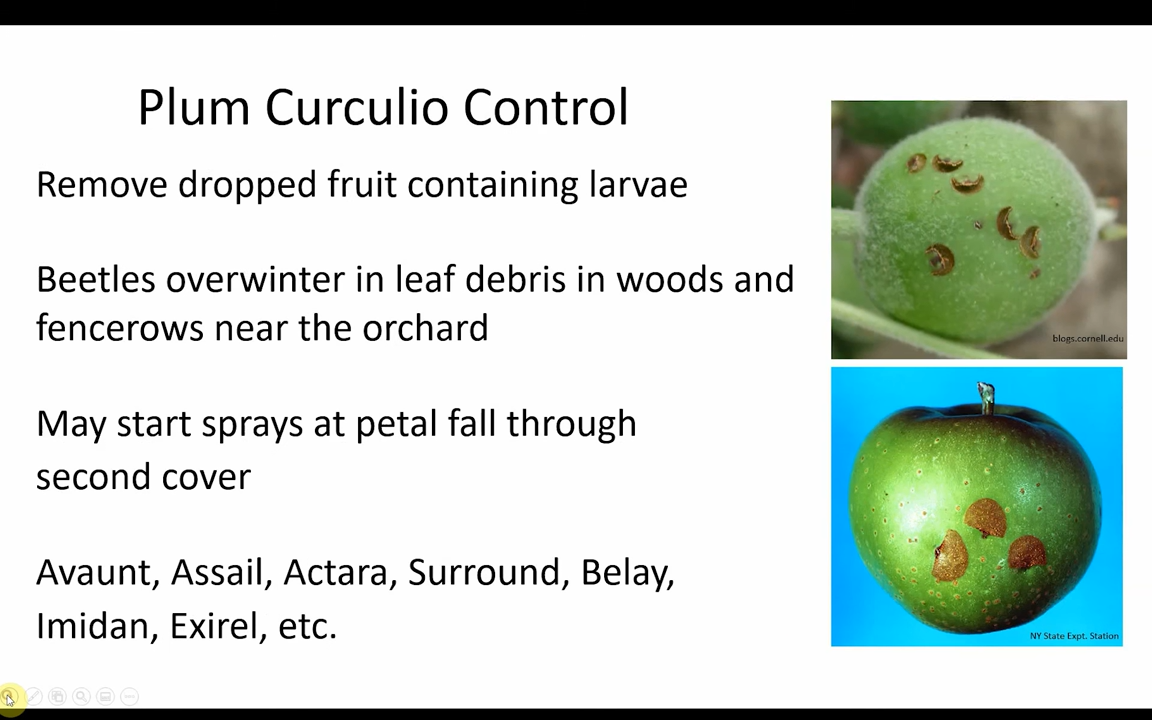 Plum Curculio Control
Remove dropped fruit containing larvae
Beetles overwinter in leaf debris in woods and
fencerows near the orchard
May start sprays at petal fall through
second cover
Avaunt, Assail, Actara, Surround, Belay,
Imidan, Exirel, etc.
blogs.cornell.edu
NY State Expt. Station